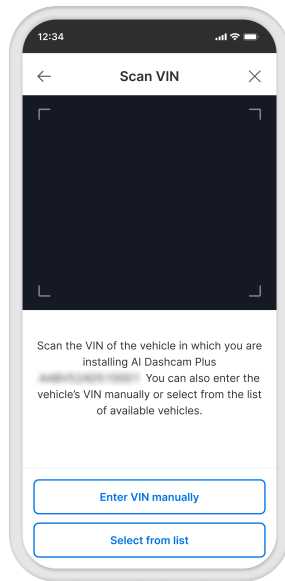 12:34
Scan VIN
Scan the VIN of the vehicle in which you are
installing AI Dashcam Plus
You can also enter the
vehicle's VIN manually or select from the list
of available vehicles.
Enter VIN manually
Select from list